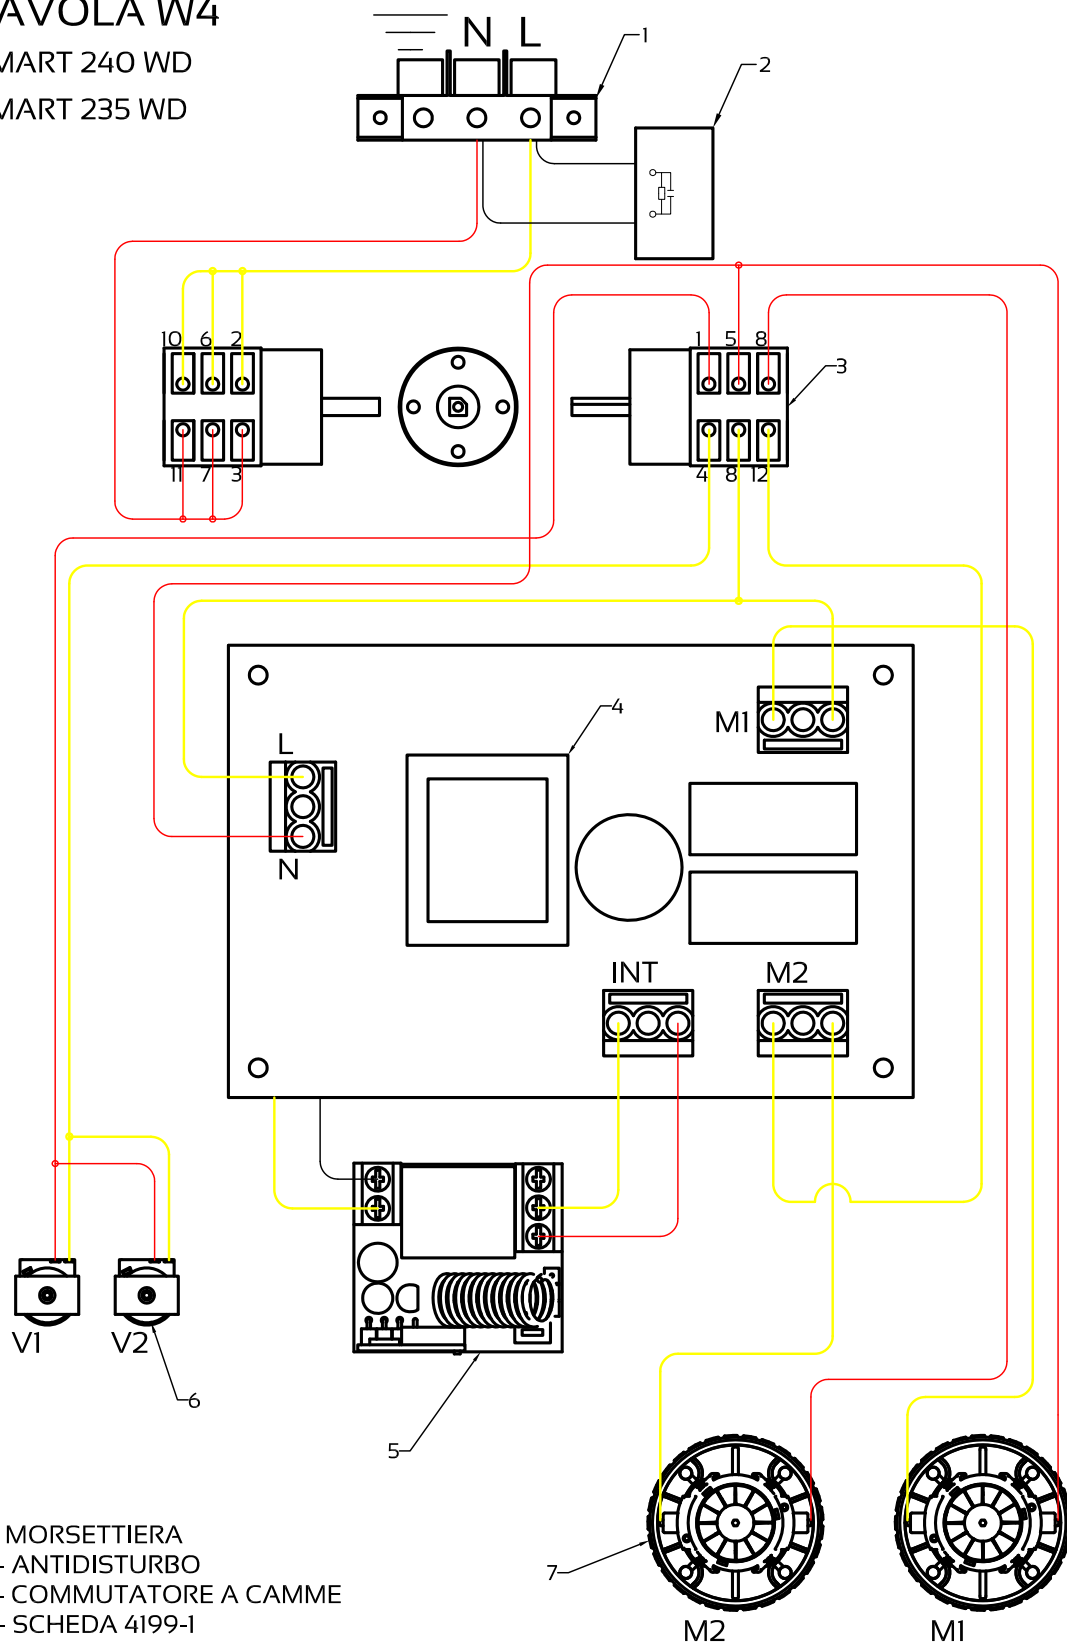 AVOLA W4
MART 240 WD
MART 235 WD
N L
1
2
10 6 2
1 5 8
3
11 7 3
4 8 12
4
M1
L
N
INT
M2
V1
V2
6
5
7
M2
M1
MORSETTIERA
- ANTIDISTURBO
- COMMUTATORE A CAMME
- SCHEDA 4199-1